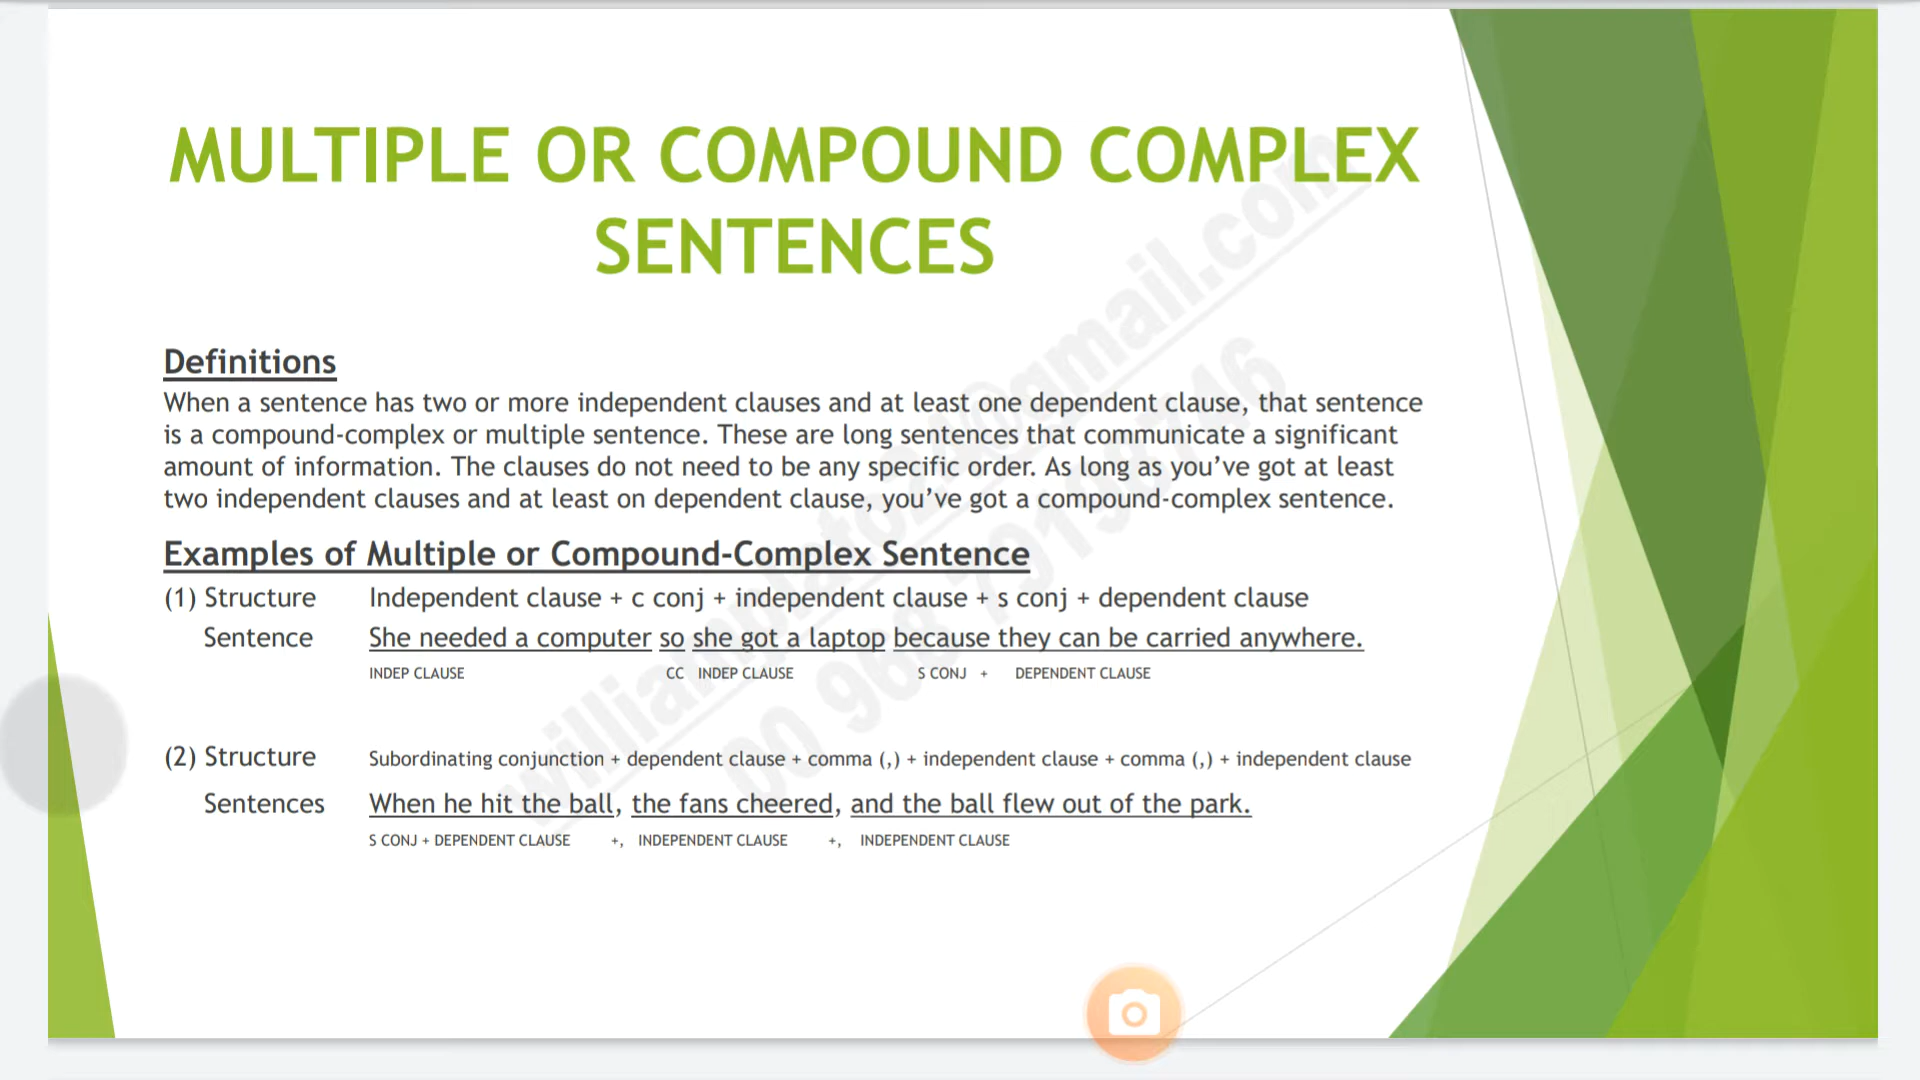 MULTIPLE OR COMPOUND COMPLEX
SENTENCES
Definitions
When a sentence has two or more independent clauses and at least one dependent clause, that sentence
is a compound-complex or multiple sentence. These are long sentences that communicate a significant
amount of information. The clauses do not need to be any specific order. As long as you’ve got at least
two independent clauses and at least on dependent clause, you’ve got a compound-complex sentence.
Examples of Multiple or Compound-Complex Sentence
(1) Structure Independent clause + c conj + independent clause + s conj + dependent clause
Sentence She needed a computer so she got a laptop because they can be carried anywhere.
INDEP CLAUSE CC INDEP CLAUSE S CONJ + DEPENDENT CLAUSE
(2) Structure Subordinating conjunction + dependent clause + comma (,) + independent clause + comma (,) + independent clause
Sentences When he hit the ball, the fans cheered, and the ball flew out of the park.
S CONJ + DEPENDENT CLAUSE +, INDEPENDENT CLAUSE +, INDEPENDENT CLAUSE